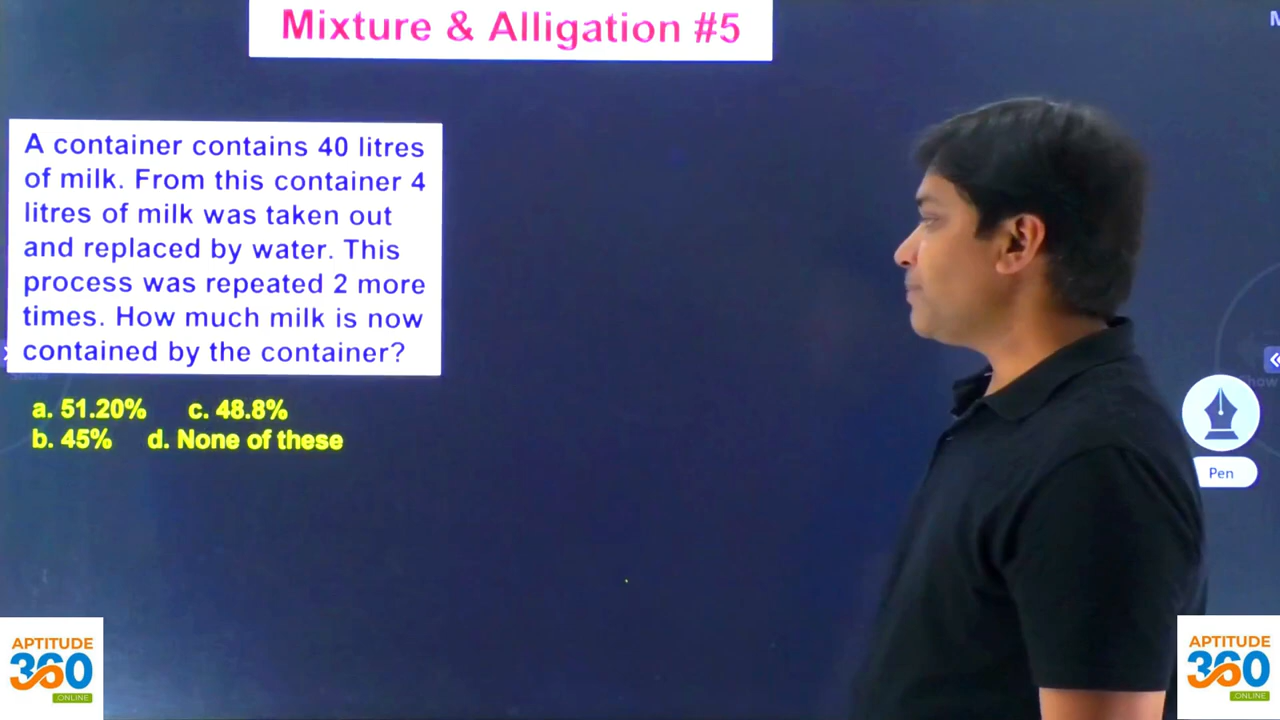 Mixture & Alligation #5
M
A container contains 40 litres
of milk. From this container 4
litres of milk was taken out
and replaced by water. This
process was repeated 2 more
times. How much milk is now
contained by the container?
Show
Show
a. 51.20% c. 48.8%
b. 45% d. None of these
Pen
APTITUDE
360
ONLINE
APTITUDE
360
ONLINE